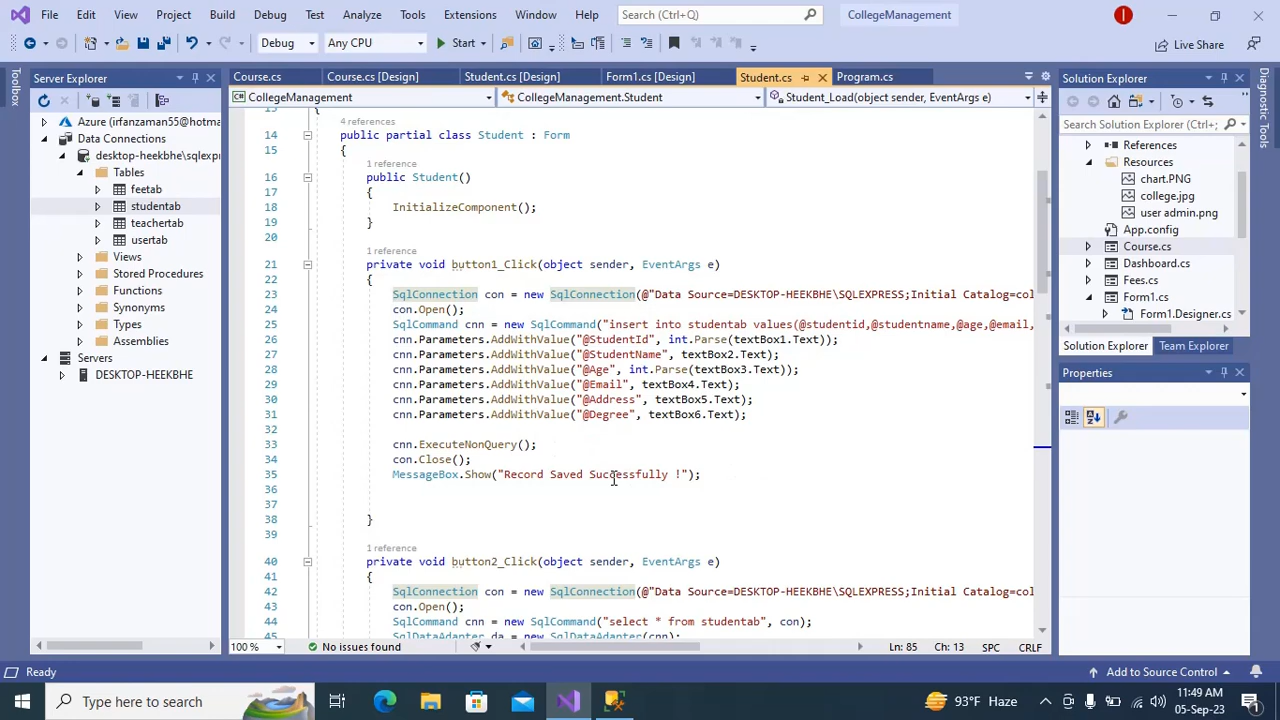 File Edit View Project Build Debug Test Analyze Tools Extensions Window Help Search (Ctrl+Q) CollegeManagement
Debug Any CPU Start Live Share
Toolbox
Server Explorer
Azure (irfanzaman55@hotma
Data Connections
desktop-heekbhe\sqlexpre
Tables
feetab
studentab
teachertab
usertab
Views
Stored Procedures
Functions
Synonyms
Types
Assemblies
Servers
DESKTOP-HEEKBHE
Course.cs Course.cs [Design] Student.cs [Design] Form1.cs [Design] Student.cs Program.cs
CollegeManagement CollegeManagement.Student Student_Load(object sender, EventArgs e)
4 references
14 public partial class Student : Form
15 {
1 reference
16 public Student()
17 {
18 InitializeComponent();
19 }
20
1 reference
21 private void button1_Click(object sender, EventArgs e)
22 {
23 SqlConnection con = new SqlConnection(@"Data Source=DESKTOP-HEEKBHE\SQLEXPRESS;Initial Catalog=col
24 con.Open();
25 SqlCommand cnn = new SqlCommand("insert into studentab values(@studentid,@studentname,@age,@email,
26 cnn.Parameters.AddWithValue("@StudentId", int.Parse(textBox1.Text));
27 cnn.Parameters.AddWithValue("@StudentName", textBox2.Text);
28 cnn.Parameters.AddWithValue("@Age", int.Parse(textBox3.Text));
29 cnn.Parameters.AddWithValue("@Email", textBox4.Text);
30 cnn.Parameters.AddWithValue("@Address", textBox5.Text);
31 cnn.Parameters.AddWithValue("@Degree", textBox6.Text);
32
33 cnn.ExecuteNonQuery();
34 con.Close();
35 MessageBox.Show("Record Saved Successfully !");
36
37
38 }
39
1 reference
40 private void button2_Click(object sender, EventArgs e)
41 {
42 SqlConnection con = new SqlConnection(@"Data Source=DESKTOP-HEEKBHE\SQLEXPRESS;Initial Catalog=col
43 con.Open();
44 SqlCommand cnn = new SqlCommand("select * from studentab", con);
45 SqlDataAdapter da = new SqlDataAdapter(cnn);
100 % No issues found Ln: 85 Ch: 13 SPC CRLF
Solution Explorer
Search Solution Explorer (Ctrl+;
References
Resources
chart.PNG
college.jpg
user admin.png
App.config
Course.cs
Dashboard.cs
Fees.cs
Form1.cs
Form1.Designer.cs
Solution Explorer Team Explorer
Properties
Diagnostic Tools
Ready Add to Source Control
Type here to search 93°F Haze 11:49 AM
05-Sep-23